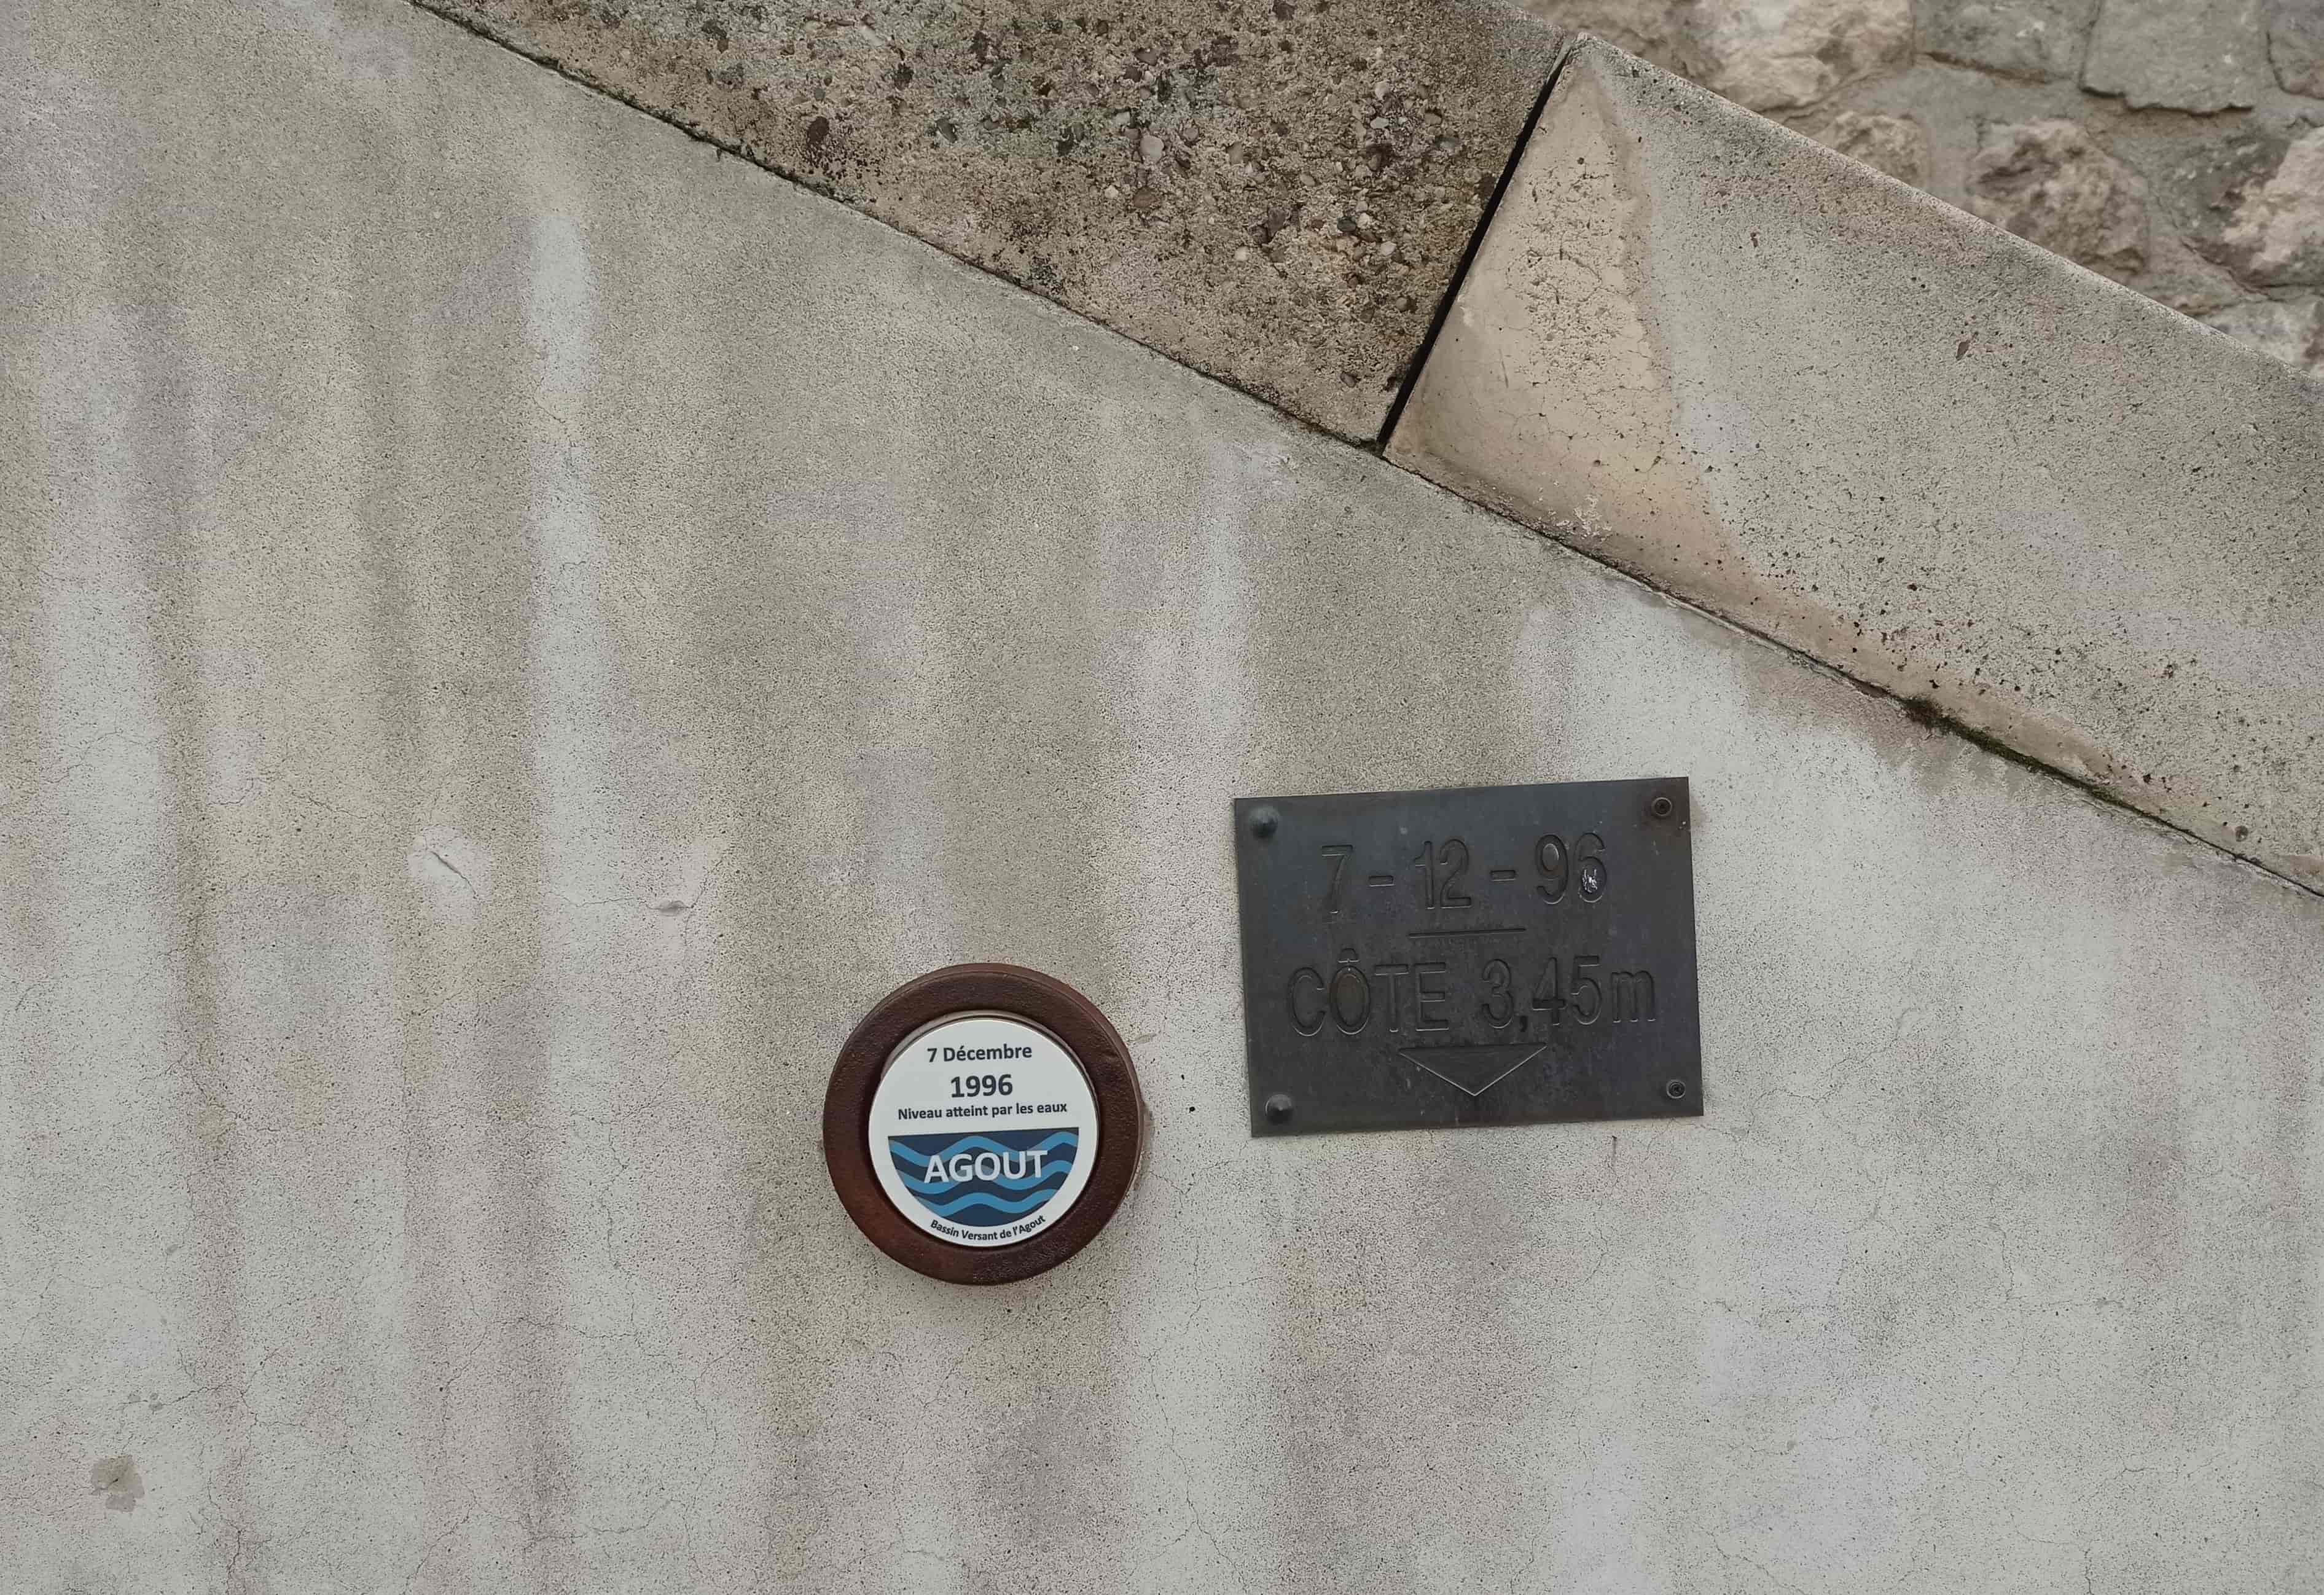 7 - 12 - 96
CÔTE 3,45m
7 Décembre
1996
Niveau atteint par les eaux
AGOUT
Bassin Versant de l'Agout